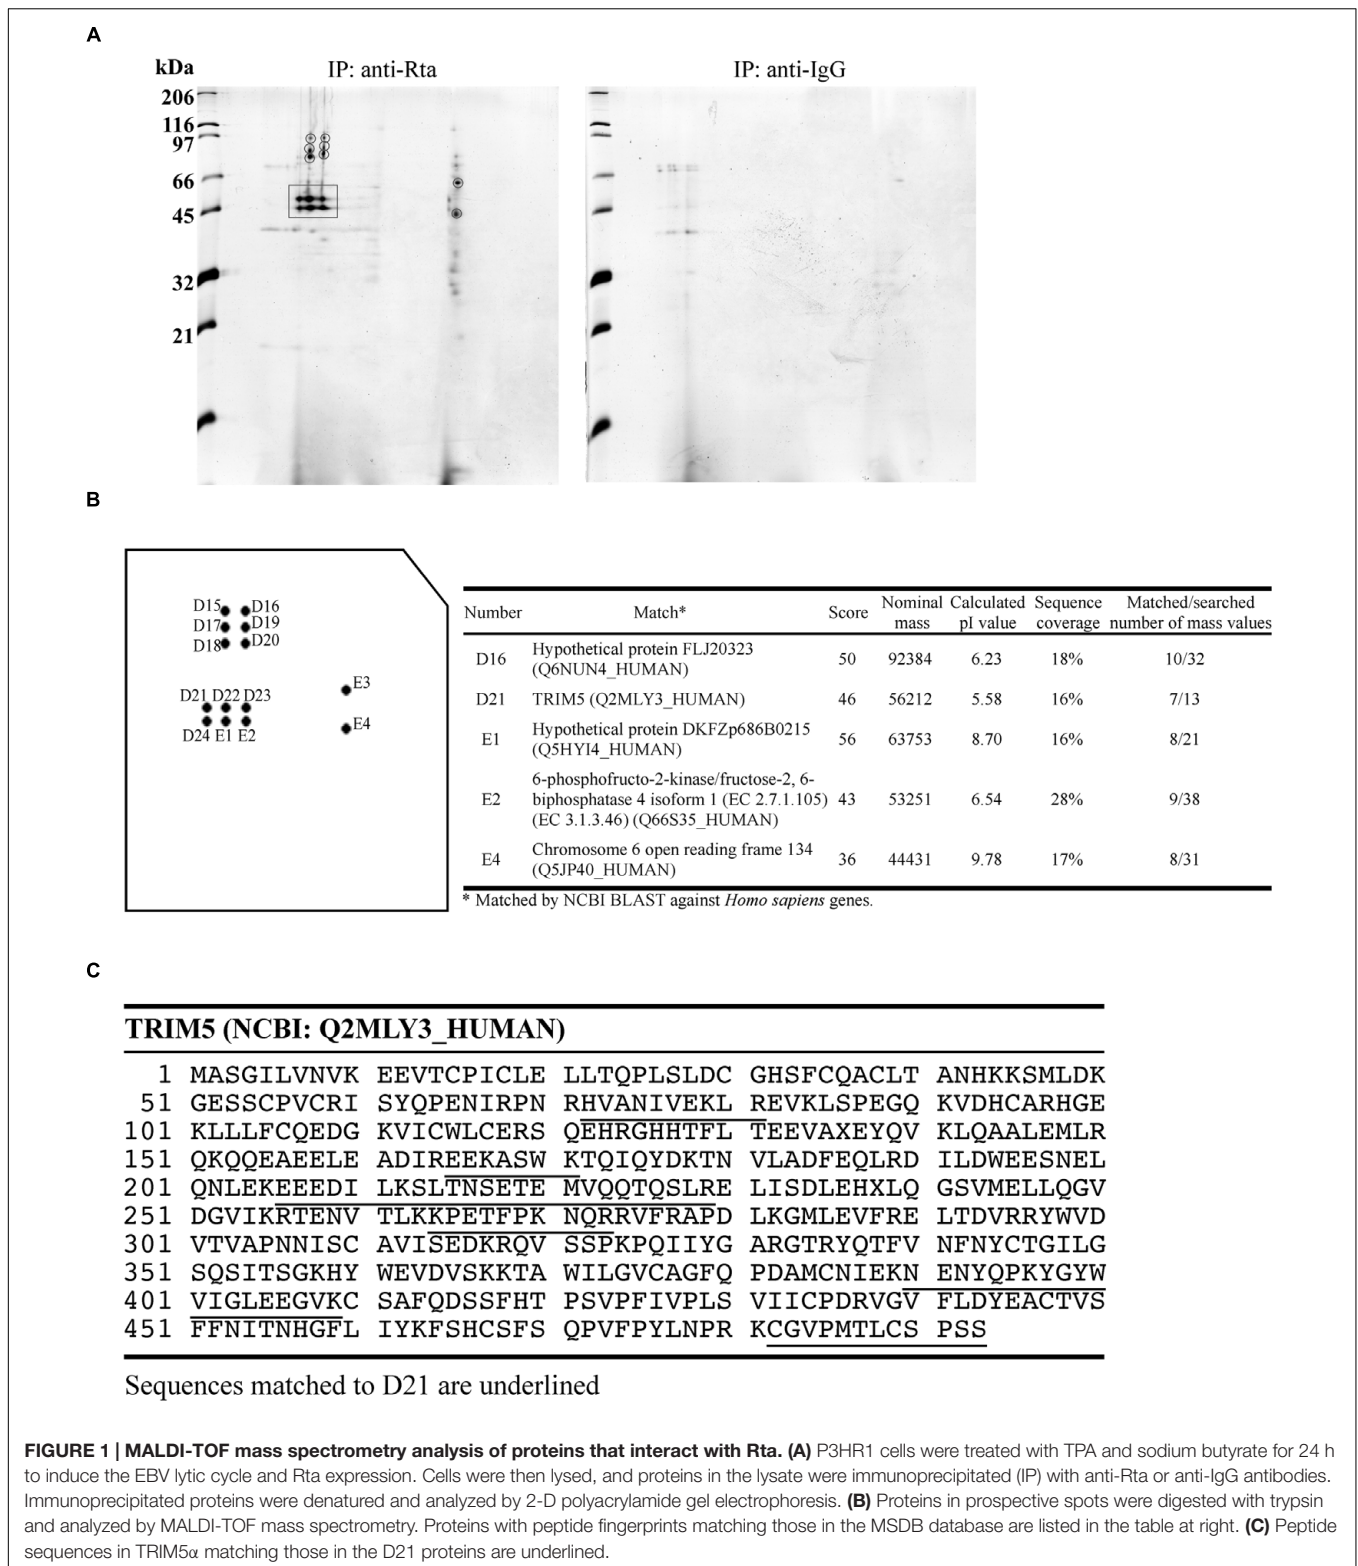 A
kDa
IP: anti-Rta
IP: anti-IgG
206
116
97
66
45
32
21
B
D15 D16
D17 D19
D18 D20
E3
D21 D22 D23
E4
D24 E1 E2
Number Match* Score Nominal mass Calculated pI value Sequence coverage Matched/searched number of mass values
D16 Hypothetical protein FLJ20323 (Q6NUN4_HUMAN) 50 92384 6.23 18% 10/32
D21 TRIM5 (Q2MLY3_HUMAN) 46 56212 5.58 16% 7/13
E1 Hypothetical protein DKFZp686B0215 (Q5HYI4_HUMAN) 56 63753 8.70 16% 8/21
E2 6-phosphofructo-2-kinase/fructose-2, 6-biphosphatase 4 isoform 1 (EC 2.7.1.105) (EC 3.1.3.46) (Q66S35_HUMAN) 43 53251 6.54 28% 9/38
E4 Chromosome 6 open reading frame 134 (Q5JP40_HUMAN) 36 44431 9.78 17% 8/31
* Matched by NCBI BLAST against Homo sapiens genes.
C
TRIM5 (NCBI: Q2MLY3_HUMAN)
1 MASGILVNVK EEVTCPICLE LLTQPLSLDC GHSFCQACLT ANHKKSMLDK
51 GESSCPVCRI SYQPENIRPN RHVANIVEKL REVKLSPEGQ KVDHCARHGE
101 KLLLFCQEDG KVICWLCERS QEHRGHHTFL TEEVAXEYQV KLQAALEMLR
151 QKQQEAEELE ADIREEKASW KTQIQYDKTN VLADFEQLRD ILDWEESNEL
201 QNLEKEEEDI LKSLTNSETE MVQQTQSLRE LISDLEHXLQ GSVMELLQGV
251 DGVIKRTENV TLKKPETFPK NQRRVFRAPD LKGMLEVFRE LTDVRRYWVD
301 VTVAPNNISC AVISEDKRQV SSPKPQIIYG ARGTRYQTFV NFNYCTGILG
351 SQSITSGKHY WEVDVSKKTA WILGVCAGFQ PDAMCNIEKN ENYQPKYGYW
401 VIGLEEGVKC SAFQDSSFHT PSVPFIVPLS VIICPDRVGV FLDYEACTVS
451 FFNITNHGFL IYKFSHCSFS QPVFPYLNPR KCGVPMTLCS PSS
Sequences matched to D21 are underlined
FIGURE 1 | MALDI-TOF mass spectrometry analysis of proteins that interact with Rta. (A) P3HR1 cells were treated with TPA and sodium butyrate for 24 h
to induce the EBV lytic cycle and Rta expression. Cells were then lysed, and proteins in the lysate were immunoprecipitated (IP) with anti-Rta or anti-IgG antibodies.
Immunoprecipitated proteins were denatured and analyzed by 2-D polyacrylamide gel electrophoresis. (B) Proteins in prospective spots were digested with trypsin
and analyzed by MALDI-TOF mass spectrometry. Proteins with peptide fingerprints matching those in the MSDB database are listed in the table at right. (C) Peptide
sequences in TRIM5α matching those in the D21 proteins are underlined.